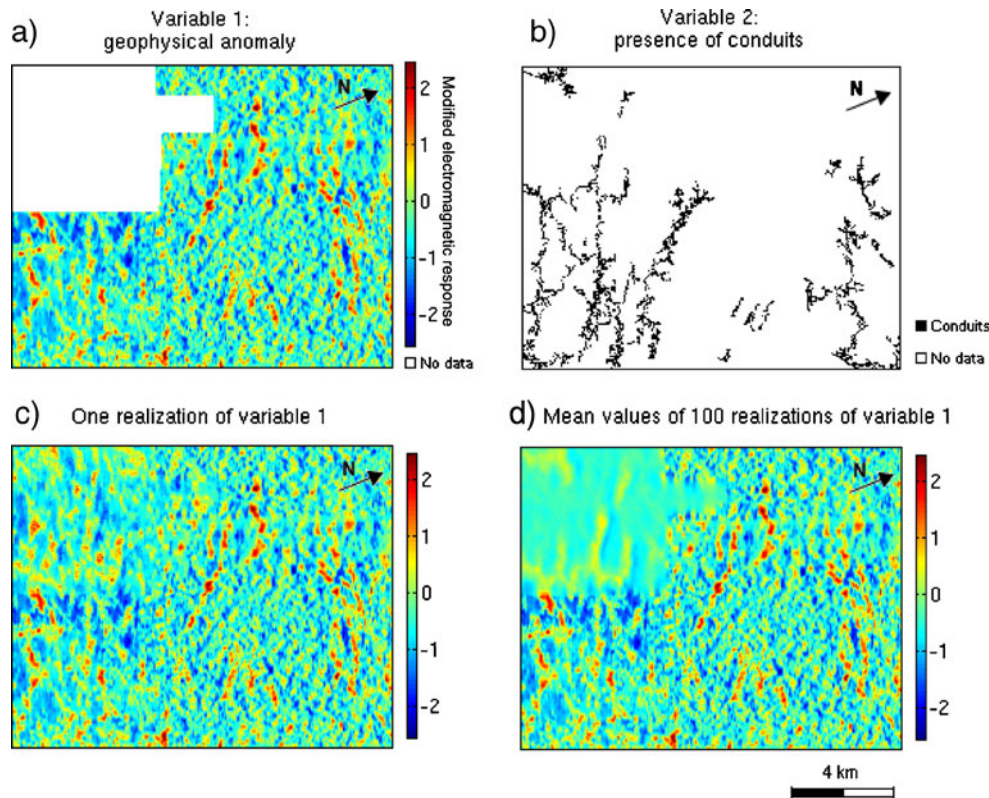 a)
Variable 1:
geophysical anomaly
N
2
1
0
-1
-2
Modified electromagnetic response
No data
b)
Variable 2:
presence of conduits
N
Conduits
No data
c)
One realization of variable 1
N
2
1
0
-1
-2
d)
Mean values of 100 realizations of variable 1
N
2
1
0
-1
-2
4 km